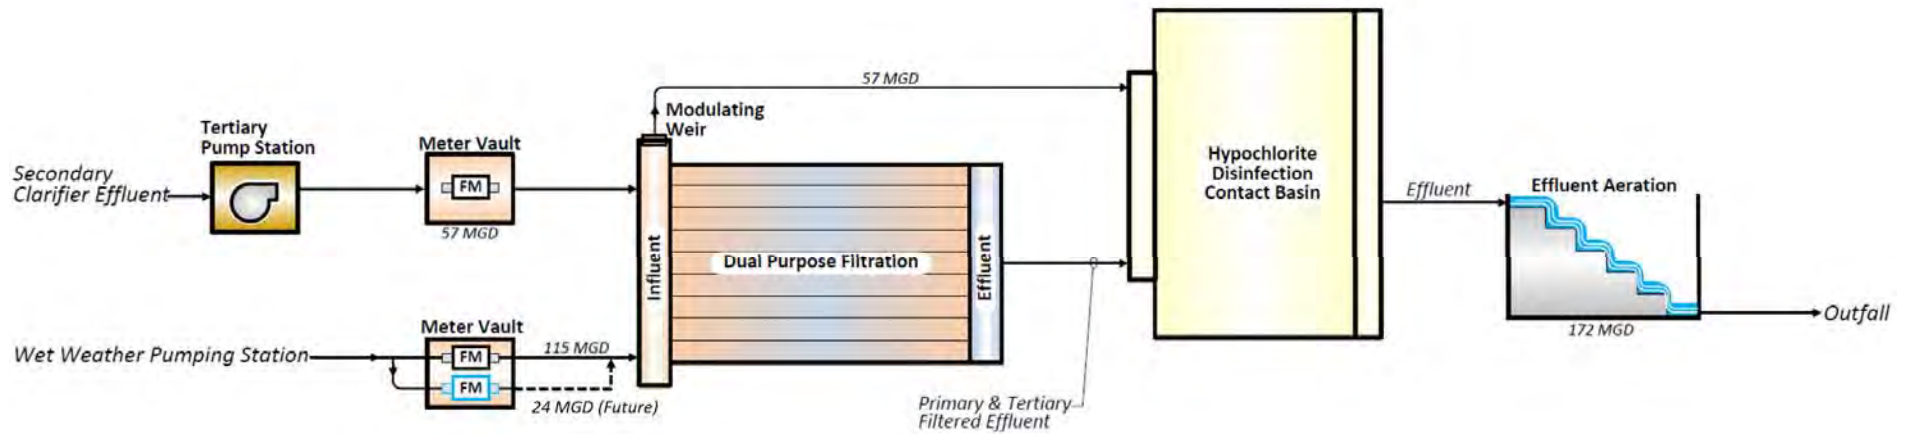 57 MGD
Modulating
Weir
Tertiary
Pump Station
Meter Vault
FM
57 MGD
Secondary
Clarifier Effluent
Hypochlorite
Disinfection
Contact Basin
Effluent
Effluent Aeration
172 MGD
Outfall
Influent
Dual Purpose Filtration
Effluent
Meter Vault
Wet Weather Pumping Station
FM
115 MGD
FM
24 MGD (Future)
Primary & Tertiary
Filtered Effluent